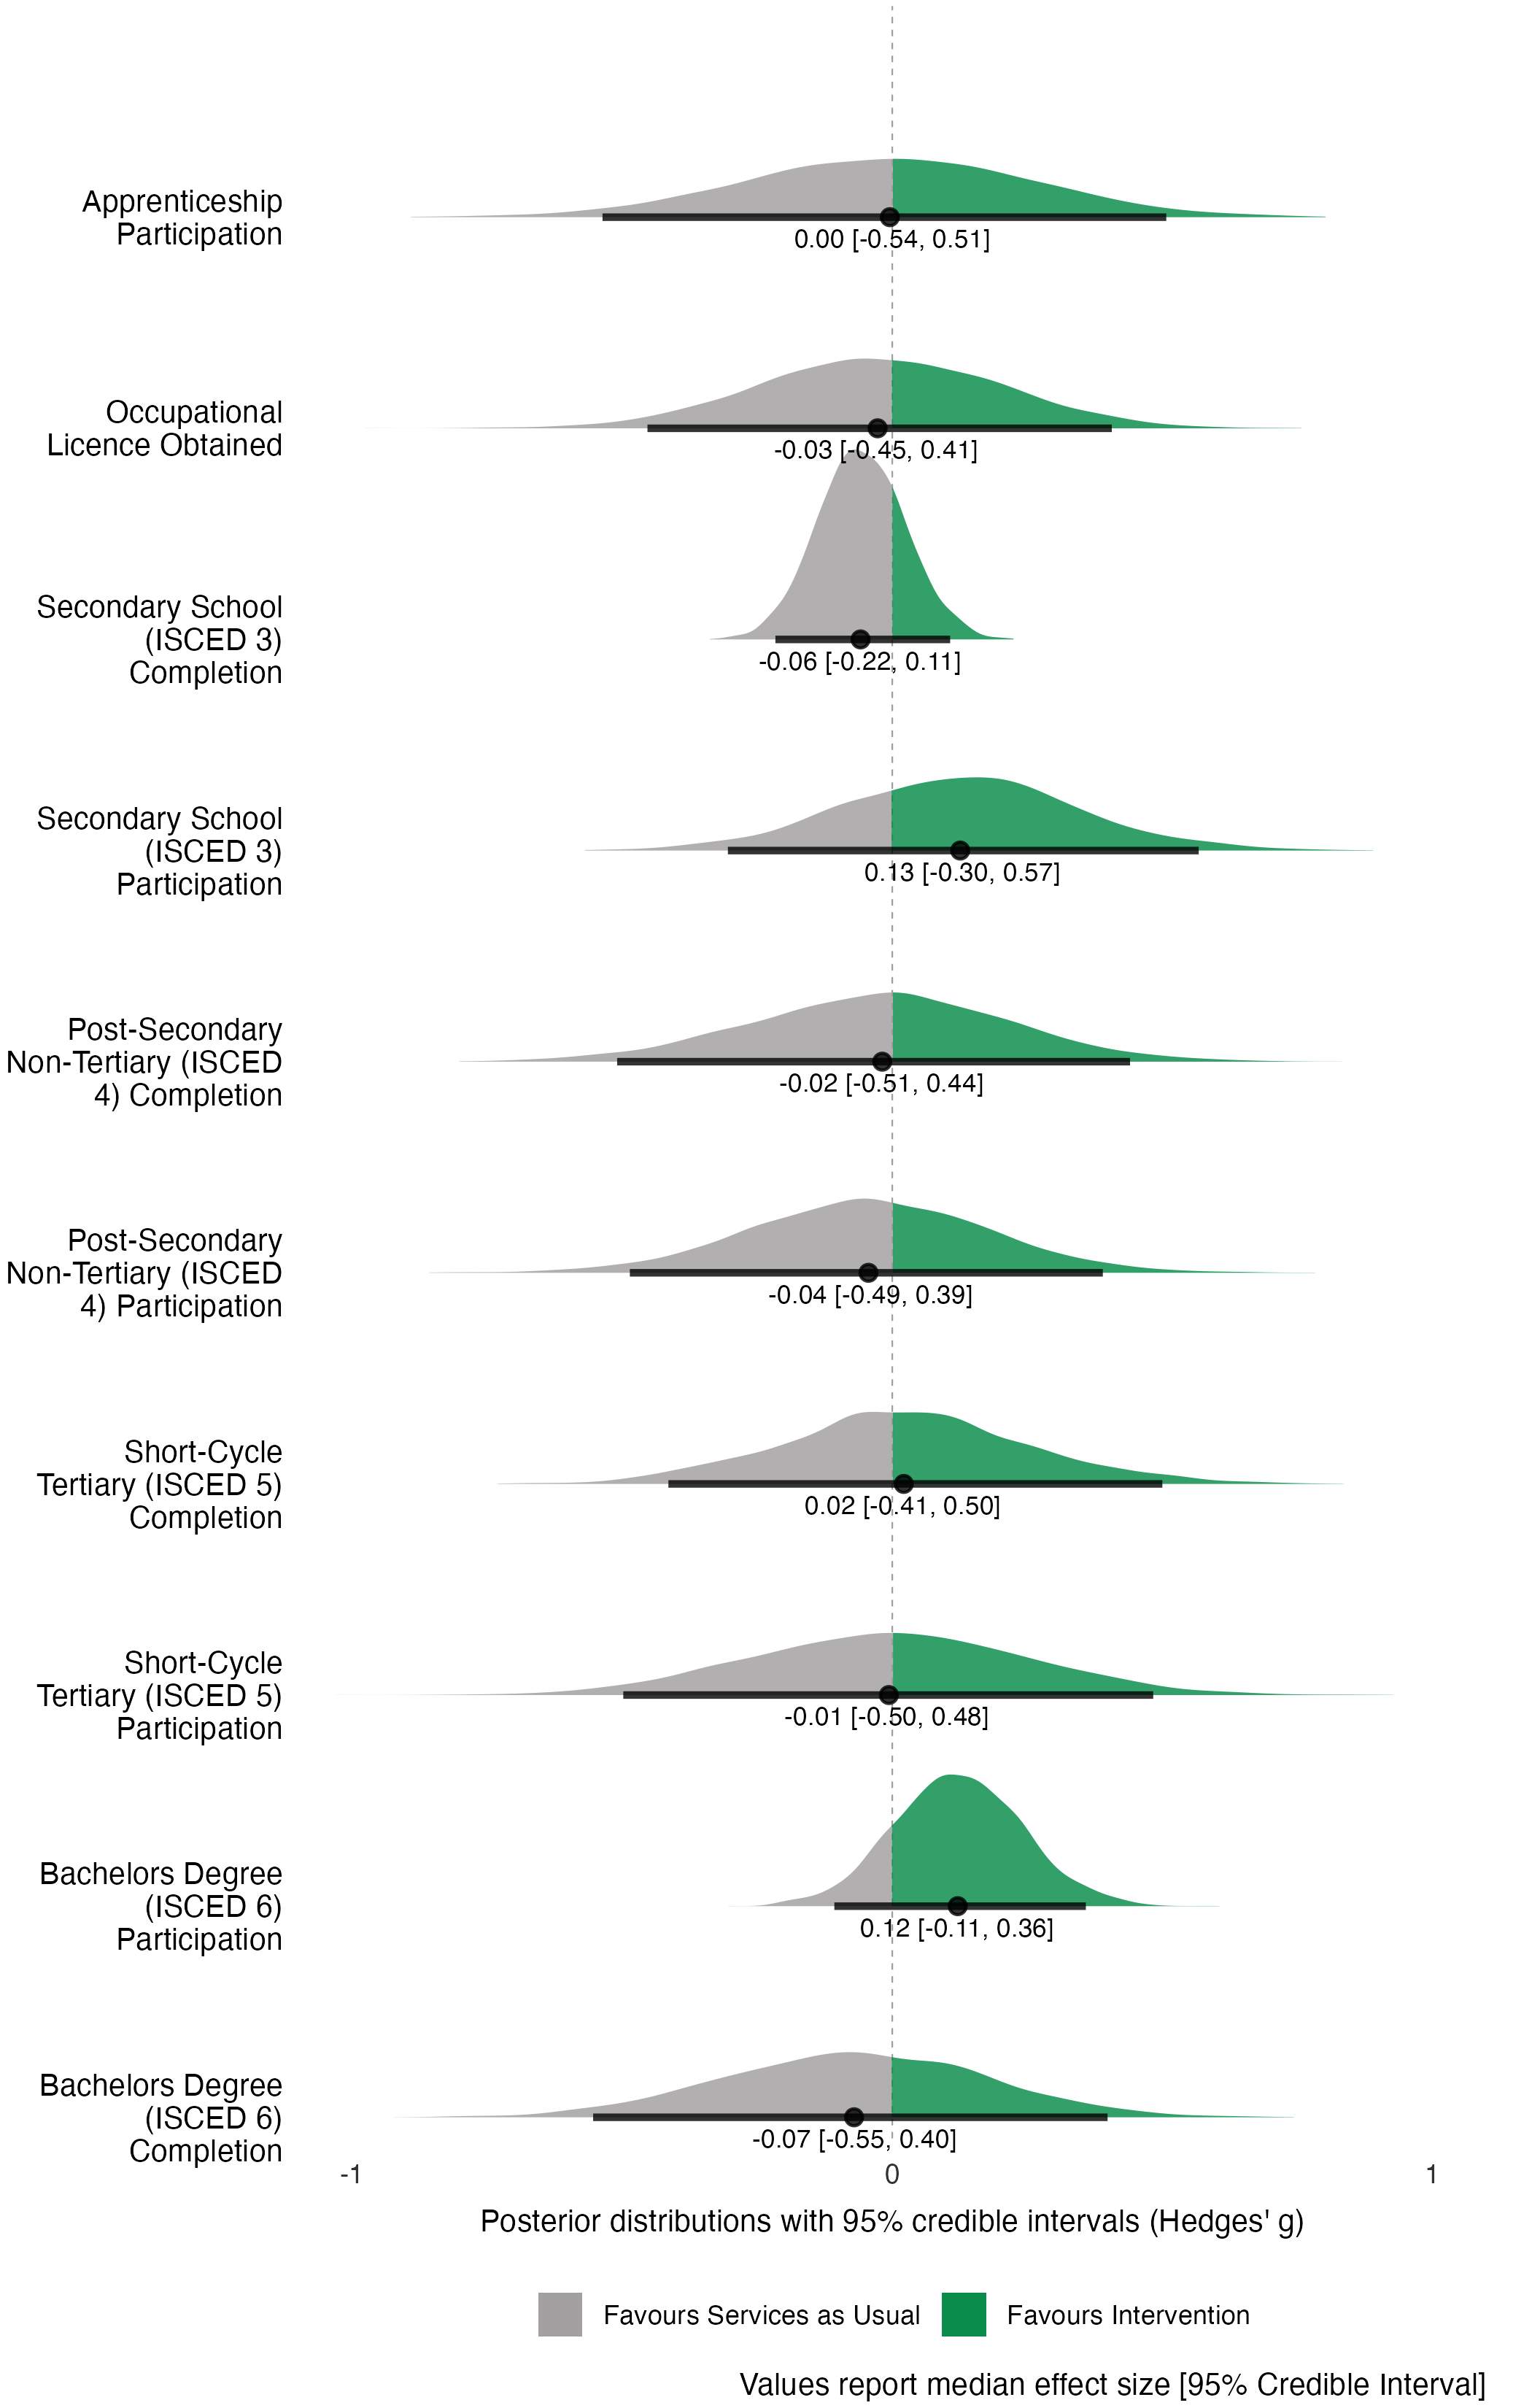 Apprenticeship
Participation
0.00 [-0.54, 0.51]
Occupational
Licence Obtained
-0.03 [-0.45, 0.41]
Secondary School
(ISCED 3)
Completion
-0.06 [-0.22, 0.11]
Secondary School
(ISCED 3)
Participation
0.13 [-0.30, 0.57]
Post-Secondary
Non-Tertiary (ISCED
4) Completion
-0.02 [-0.51, 0.44]
Post-Secondary
Non-Tertiary (ISCED
4) Participation
-0.04 [-0.49, 0.39]
Short-Cycle
Tertiary (ISCED 5)
Completion
0.02 [-0.41, 0.50]
Short-Cycle
Tertiary (ISCED 5)
Participation
-0.01 [-0.50, 0.48]
Bachelors Degree
(ISCED 6)
Participation
0.12 [-0.11, 0.36]
Bachelors Degree
(ISCED 6)
Completion
-0.07 [-0.55, 0.40]
-1 0 1
Posterior distributions with 95% credible intervals (Hedges' g)
Favours Services as Usual Favours Intervention
Values report median effect size [95% Credible Interval]